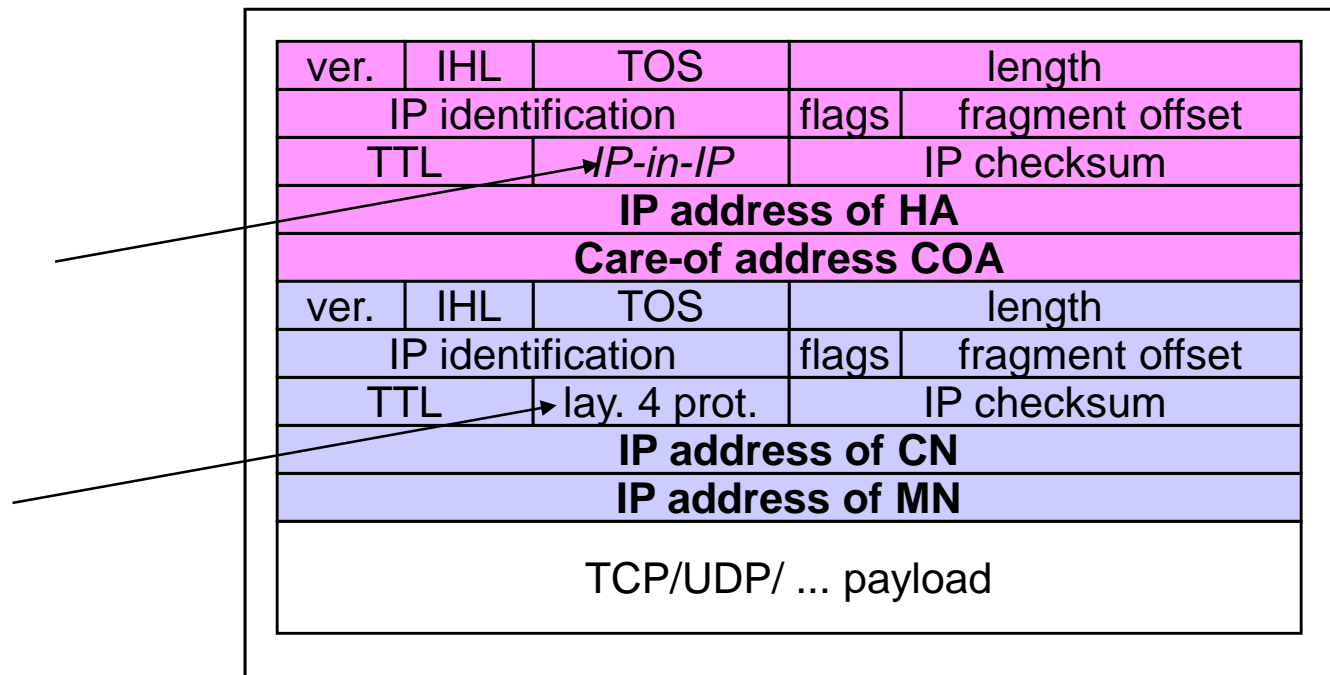 ver. IHL TOS length
IP identification flags fragment offset
TTL IP-in-IP IP checksum
IP address of HA
Care-of address COA
ver. IHL TOS length
IP identification flags fragment offset
TTL lay. 4 prot. IP checksum
IP address of CN
IP address of MN
TCP/UDP/ ... payload